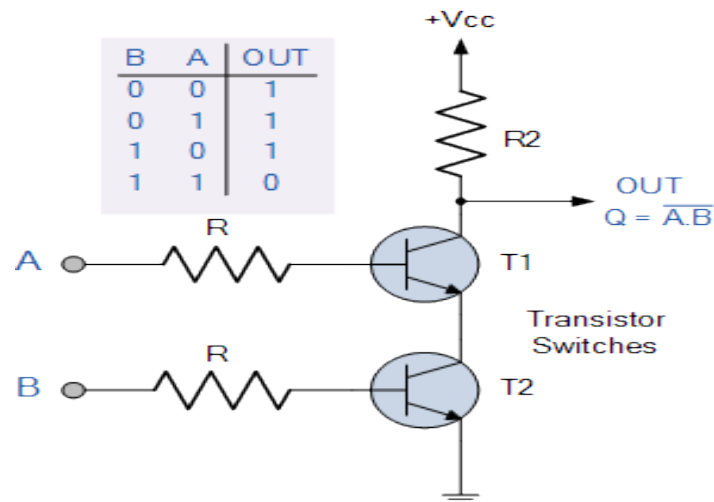 +Vcc
B A OUT
0 0 1
0 1 1
1 0 1
1 1 0
R2
OUT
Q = A̅.̅B̅
R
A
T1
Transistor
Switches
R
B
T2